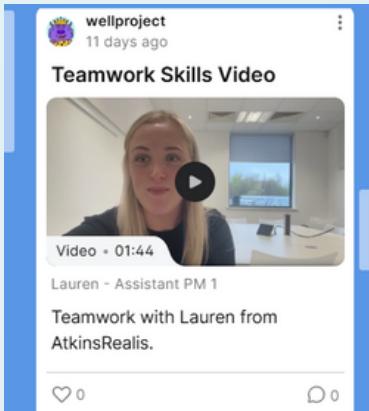 wellproject
11 days ago
Teamwork Skills Video
Video • 01:44
Lauren - Assistant PM 1
Teamwork with Lauren from
AtkinsRealis.
0
0